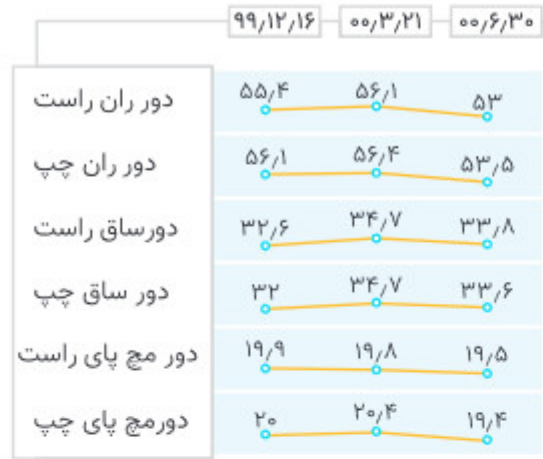 ۹۹٫۱۲٫۱۶ ۰۰٫۳٫۲۱ ۰۰٫۶٫۳۰
دور ران راست ۵۵٫۴ ۵۶٫۱ ۵۳
دور ران چپ ۵۶٫۱ ۵۶٫۴ ۵۳٫۵
دورساق راست ۳۲٫۶ ۳۴٫۷ ۳۳٫۸
دور ساق چپ ۳۲ ۳۴٫۷ ۳۳٫۶
دور مچ پای راست ۱۹٫۹ ۱۹٫۸ ۱۹٫۵
دورمچ پای چپ ۲۰ ۲۰٫۴ ۱۹٫۴